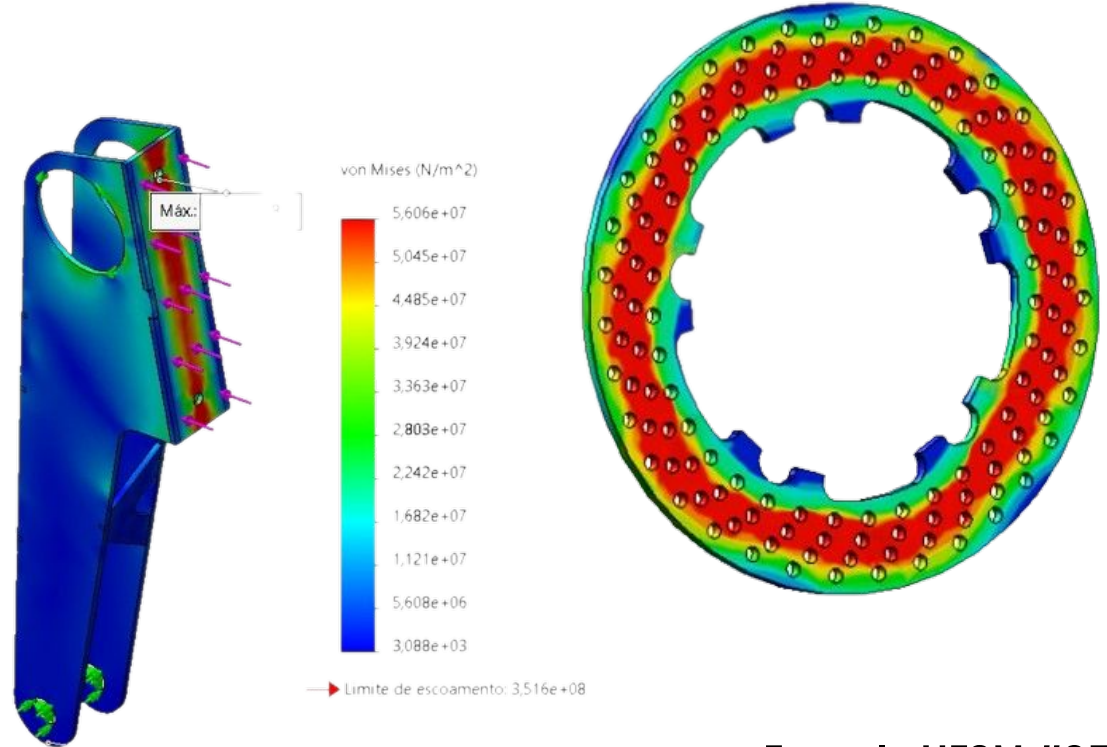 von Mises (N/m^2)
Máx.:
5,606e+07
5,045e+07
4,485e+07
3,924e+07
3,363e+07
2,803e+07
2,242e+07
1,682e+07
1,121e+07
5,608e+06
3,088e+03
Limite de escoamento: 3,516e+08